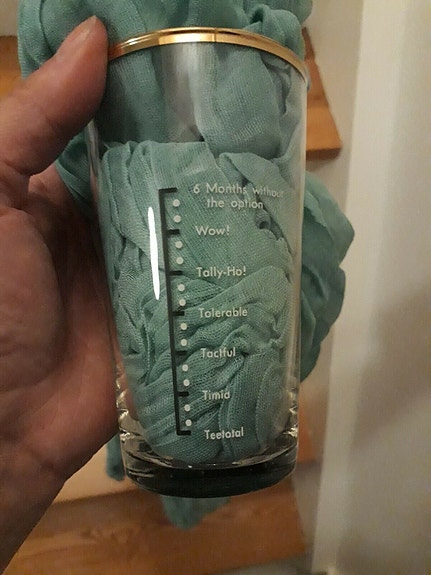 6 Months without
the option
Wow!
Tally-Ho!
Tolerable
Tactful
Timid
Teetotal